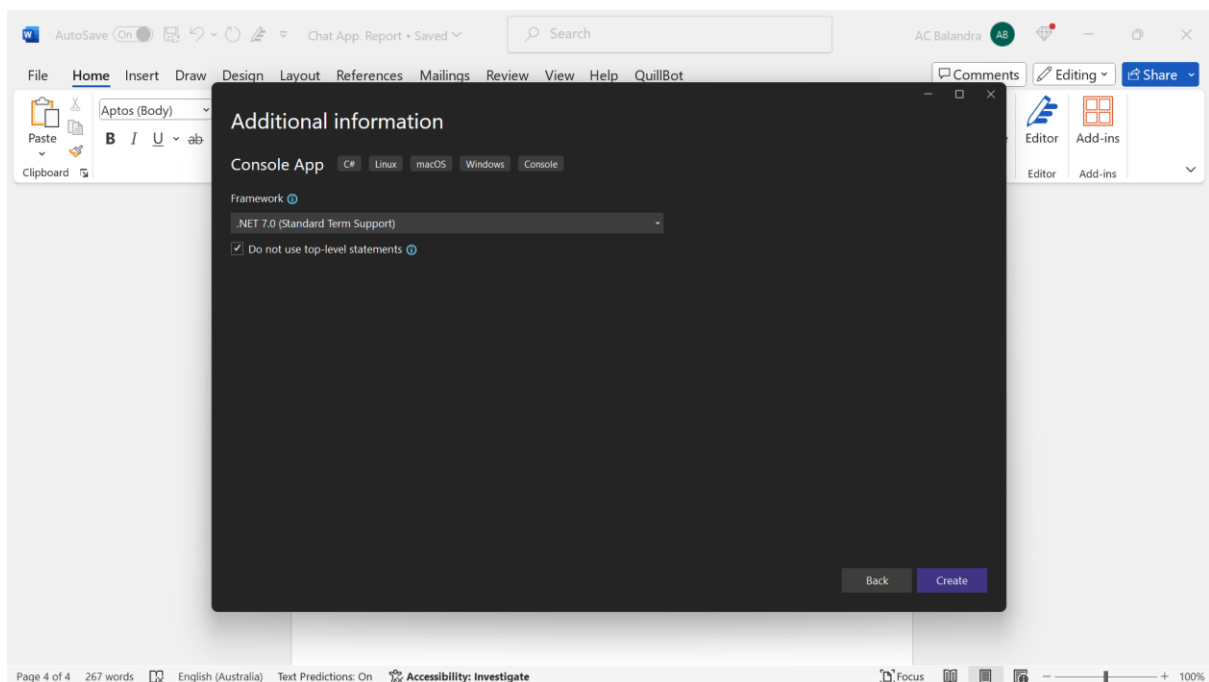 AutoSave On Chat App. Report • Saved Search AC Balandra AB
File Home Insert Draw Design Layout References Mailings Review View Help QuillBot Comments Editing Share
Paste
Clipboard
Aptos (Body)
B I U ab
Additional information
Console App C# Linux macOS Windows Console
Framework
.NET 7.0 (Standard Term Support)
Do not use top-level statements
Back Create
Editor Add-ins
Editor Add-ins
Page 4 of 4 267 words English (Australia) Text Predictions: On Accessibility: Investigate Focus 100%